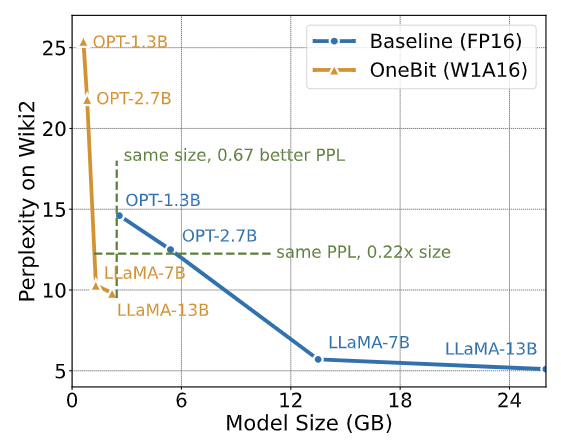 Baseline (FP16)
OneBit (W1A16)
OPT-1.3B
OPT-2.7B
same size, 0.67 better PPL
OPT-1.3B
OPT-2.7B
same PPL, 0.22x size
LLaMA-7B
LLaMA-13B
LLaMA-7B
LLaMA-13B
Perplexity on Wiki2
25
20
15
10
5
0
6
12
18
24
Model Size (GB)